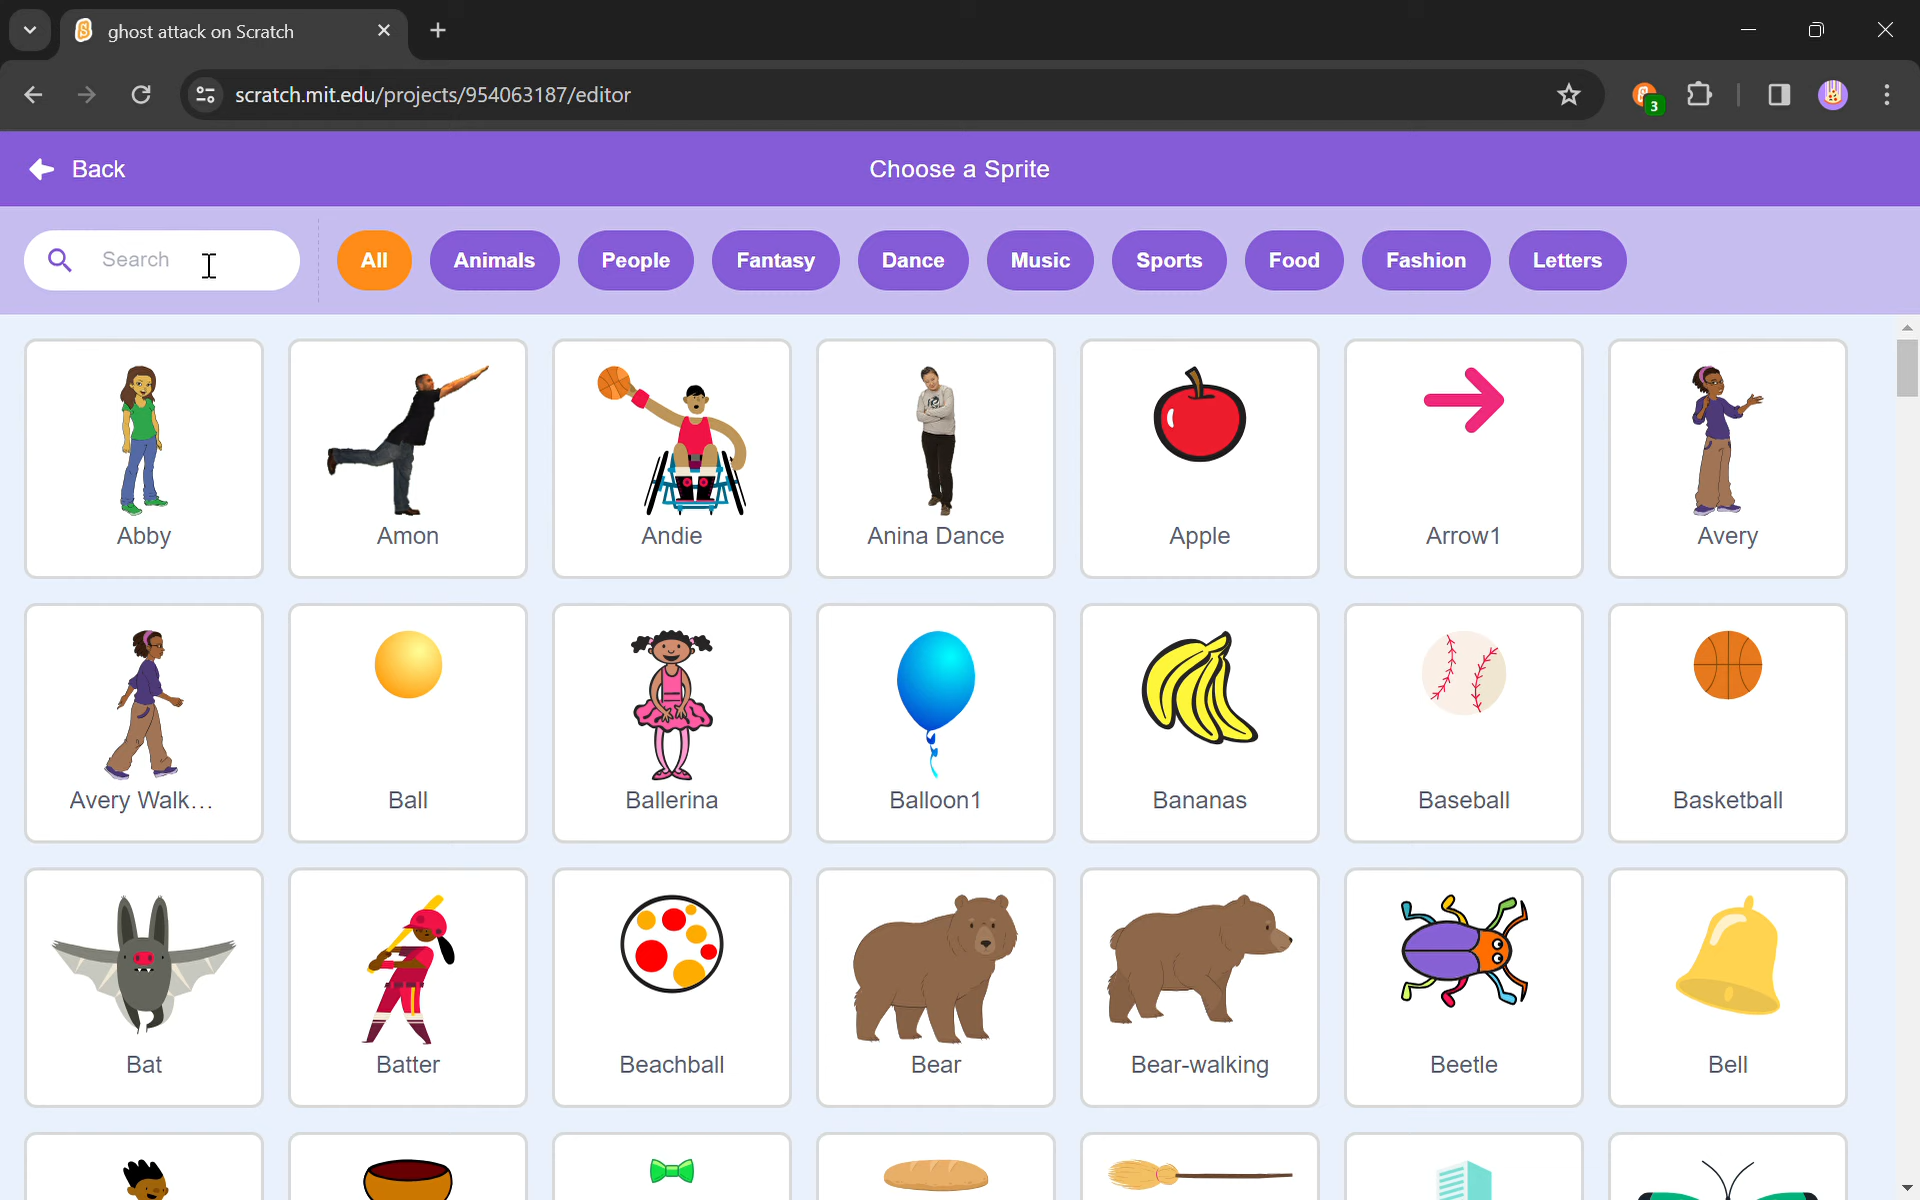 ghost attack on Scratch
scratch.mit.edu/projects/954063187/editor
3
Back
Choose a Sprite
Search
All
Animals
People
Fantasy
Dance
Music
Sports
Food
Fashion
Letters
Abby
Amon
Andie
Anina Dance
Apple
Arrow1
Avery
Avery Walk...
Ball
Ballerina
Balloon1
Bananas
Baseball
Basketball
Bat
Batter
Beachball
Bear
Bear-walking
Beetle
Bell